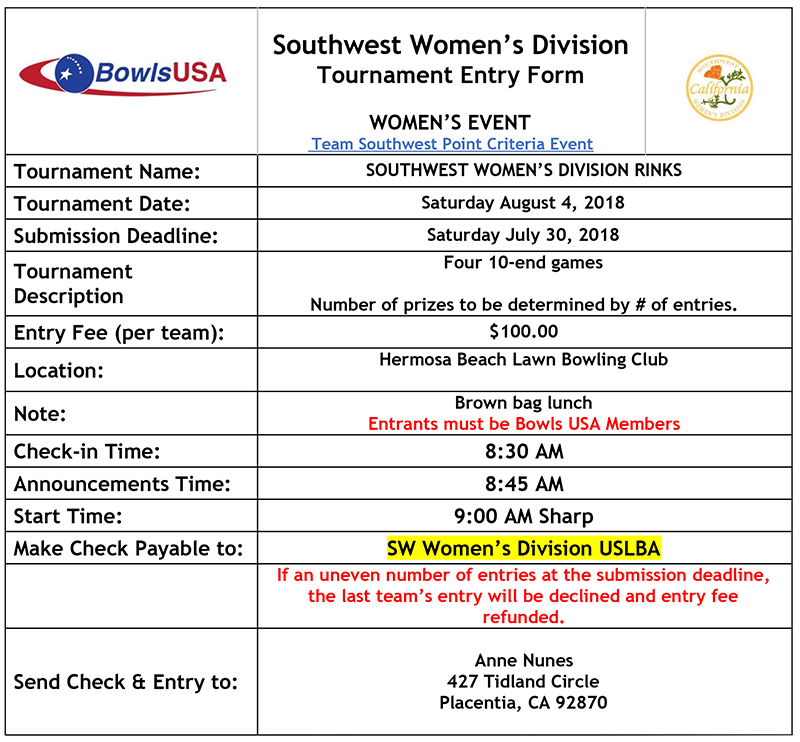 BowlsUSA
Southwest Women's Division
Tournament Entry Form
WOMEN'S EVENT
Team Southwest Point Criteria Event
SOUTHWEST
California
WOMEN'S DIVISION
Tournament Name:
SOUTHWEST WOMEN'S DIVISION RINKS
Tournament Date:
Saturday August 4, 2018
Submission Deadline:
Saturday July 30, 2018
Tournament
Description
Four 10-end games
Number of prizes to be determined by # of entries.
Entry Fee (per team):
$100.00
Location:
Hermosa Beach Lawn Bowling Club
Note:
Brown bag lunch
Entrants must be Bowls USA Members
Check-in Time:
8:30 AM
Announcements Time:
8:45 AM
Start Time:
9:00 AM Sharp
Make Check Payable to:
SW Women's Division USLBA
If an uneven number of entries at the submission deadline,
the last team's entry will be declined and entry fee
refunded.
Send Check & Entry to:
Anne Nunes
427 Tidland Circle
Placentia, CA 92870